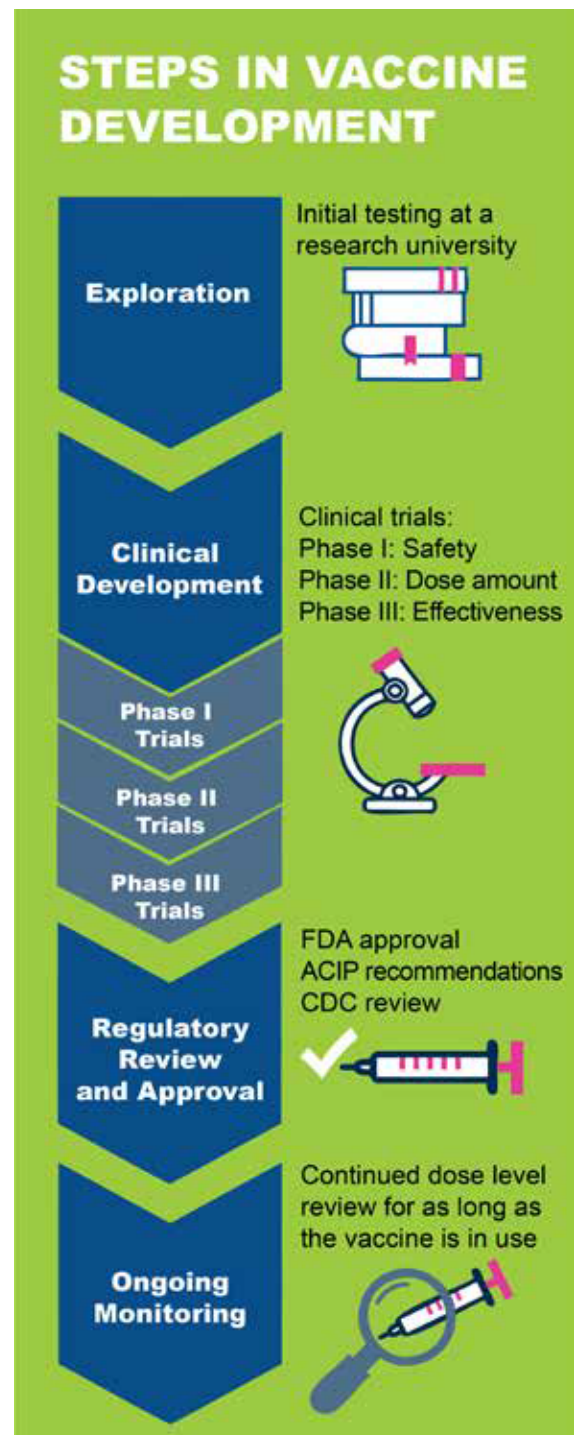 STEPS IN VACCINE
DEVELOPMENT
Exploration
Initial testing at a
research university
Clinical
Development
Clinical trials:
Phase I: Safety
Phase II: Dose amount
Phase III: Effectiveness
Phase I
Trials
Phase II
Trials
Phase III
Trials
Regulatory
Review
and Approval
FDA approval
ACIP recommendations
CDC review
Ongoing
Monitoring
Continued dose level
review for as long as
the vaccine is in use